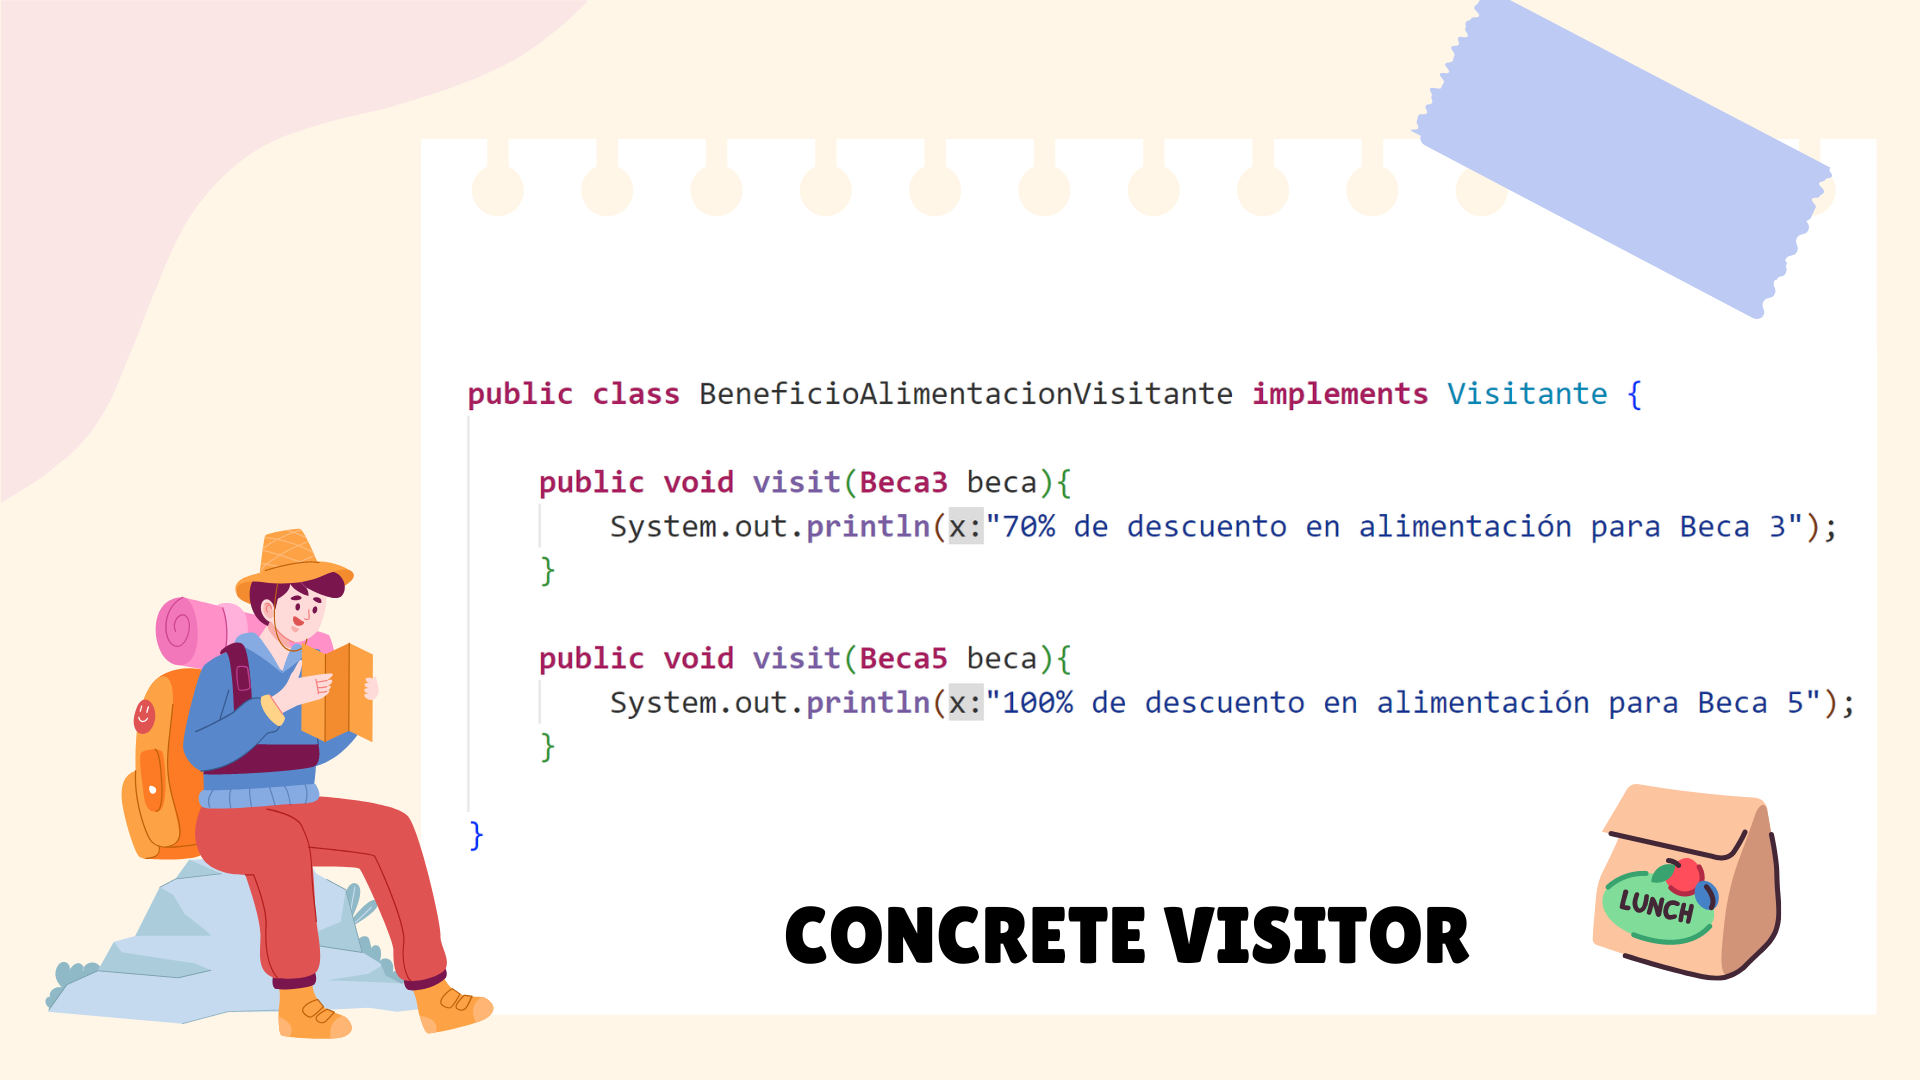 public class BeneficioAlimentacionVisitante implements Visitante {
public void visit(Beca3 beca){
System.out.println(x:"70% de descuento en alimentación para Beca 3");
}
public void visit(Beca5 beca){
System.out.println(x:"100% de descuento en alimentación para Beca 5");
}
}
LUNCH
CONCRETE VISITOR